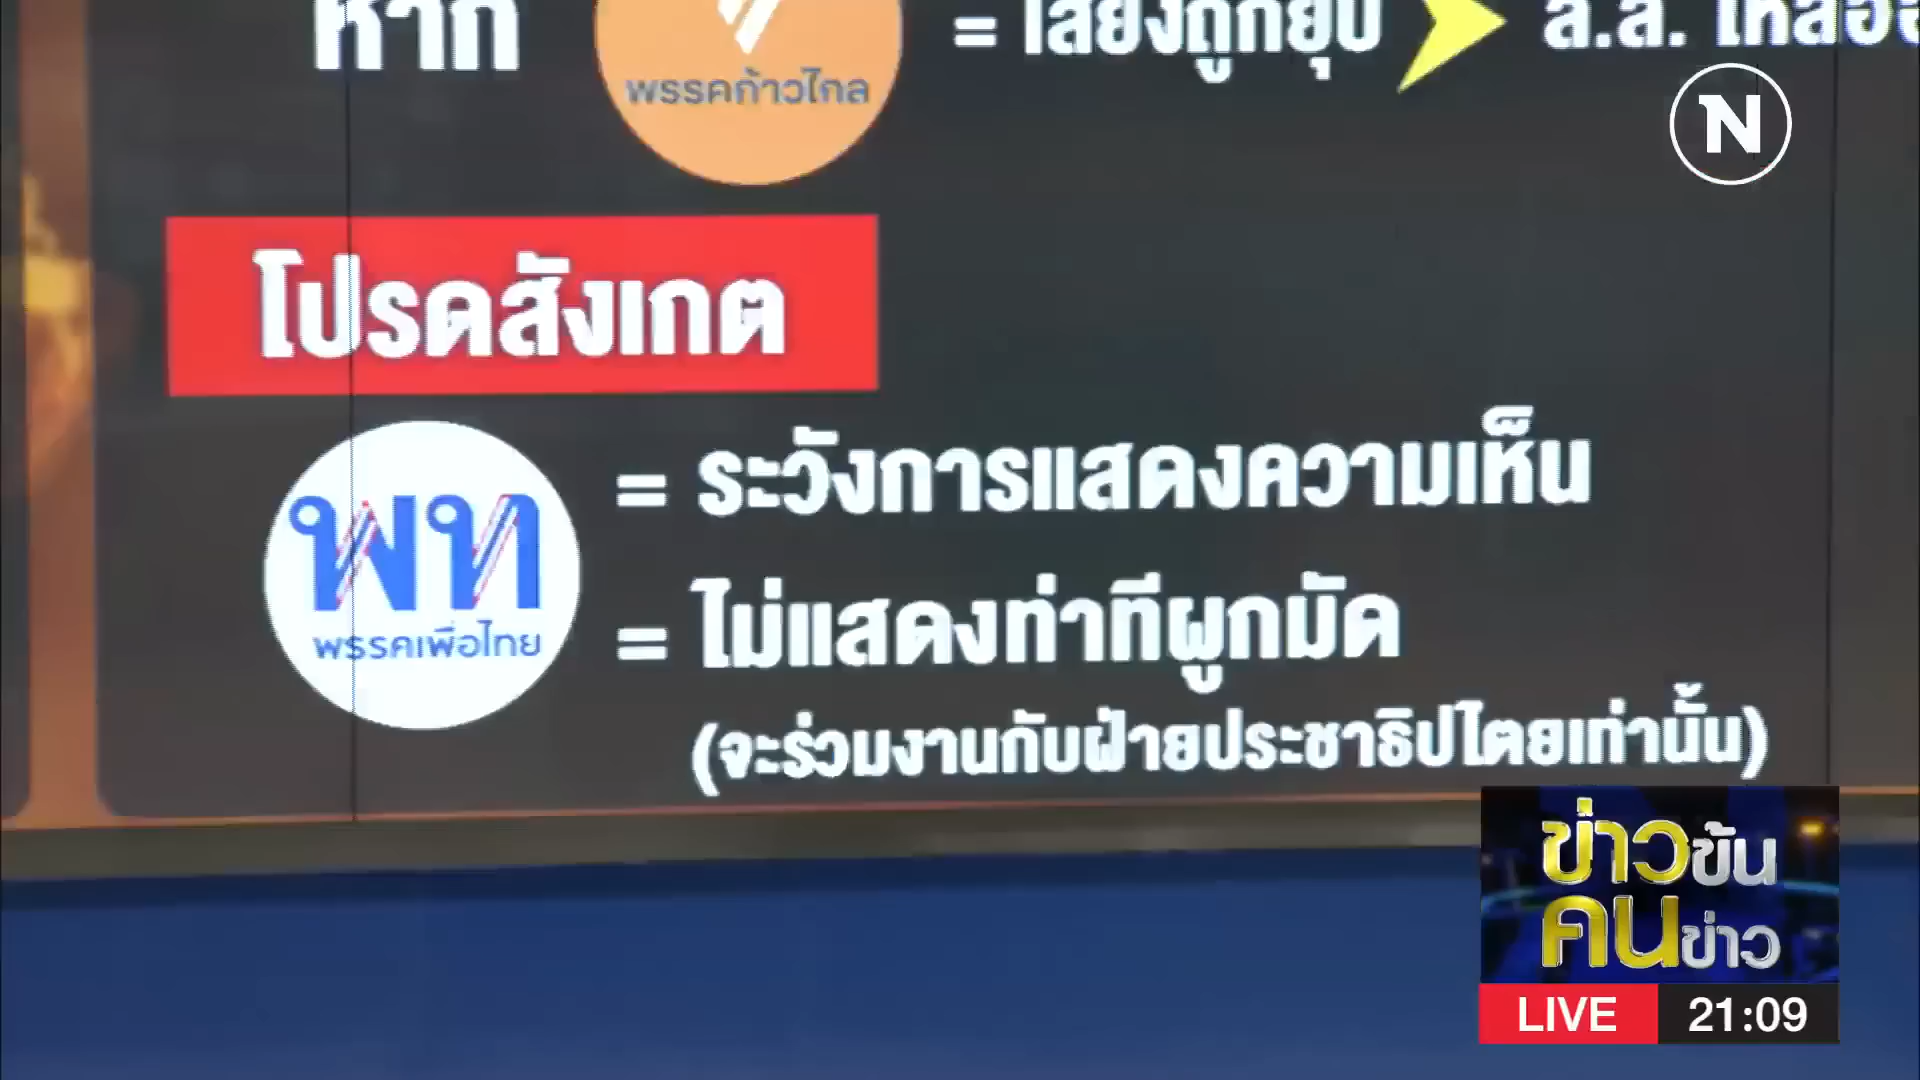 หาก
พรรคก้าวไกล
= เสี่ยงถูกยุบ
ส.ส.
N
โปรดสังเกต
พท
พรรคเพื่อไทย
= ระวังการแสดงความเห็น
= ไม่แสดงท่าทีผูกมัด
(จะร่วมงานกับฝ่ายประชาธิปไตยเท่านั้น)
ข่าวข้น
คนข่าว
LIVE 21:09